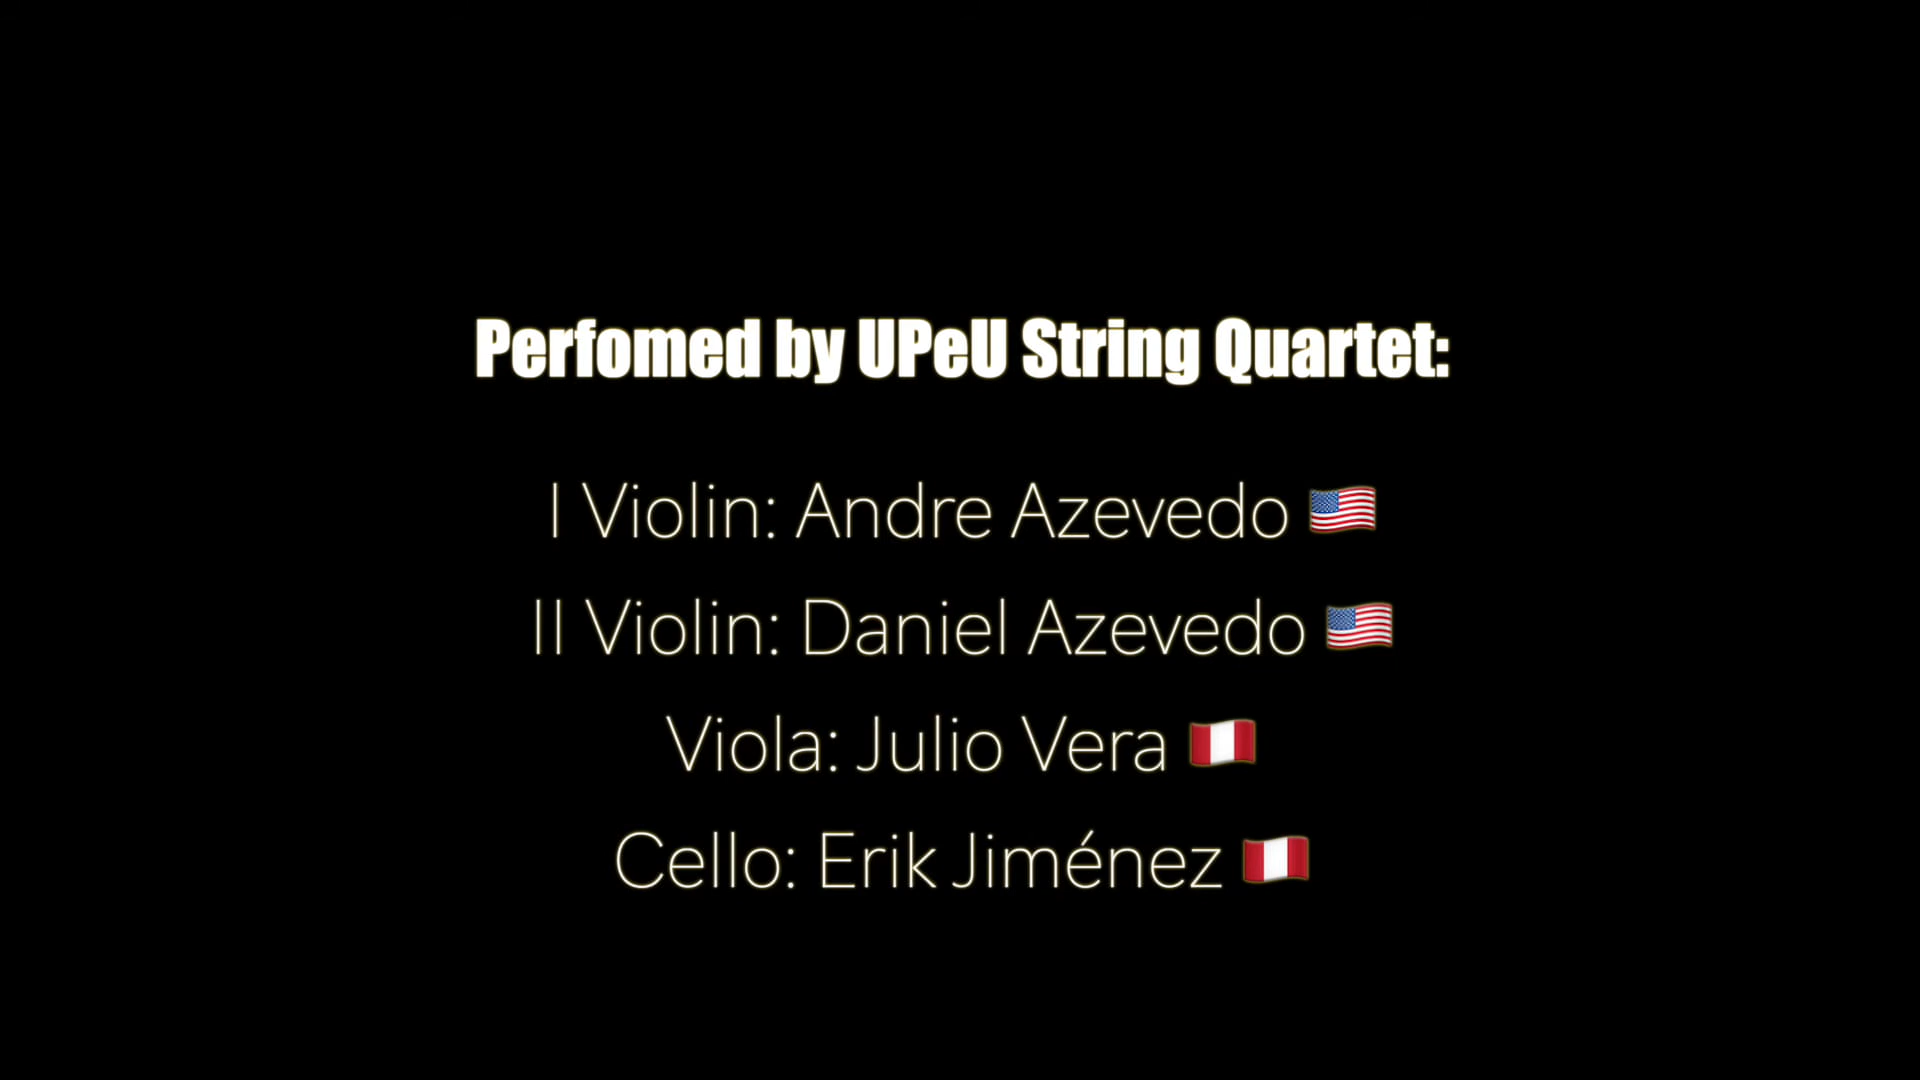 Perfomed by UPeU String Quartet:
I Violin: Andre Azevedo 🇺🇸
II Violin: Daniel Azevedo 🇺🇸
Viola: Julio Vera 🇵🇪
Cello: Erik Jiménez 🇵🇪